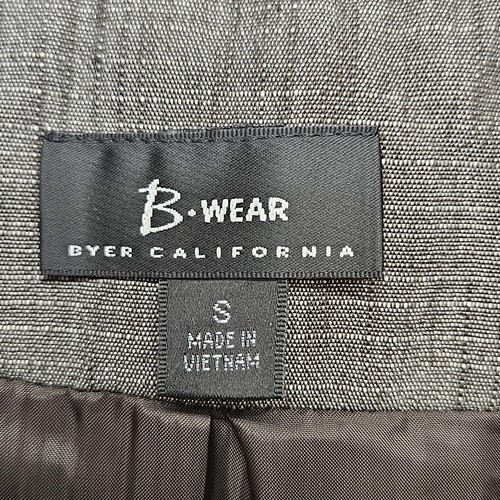 B·WEAR
BYER CALIFORNIA
S
MADE IN
VIETNAM